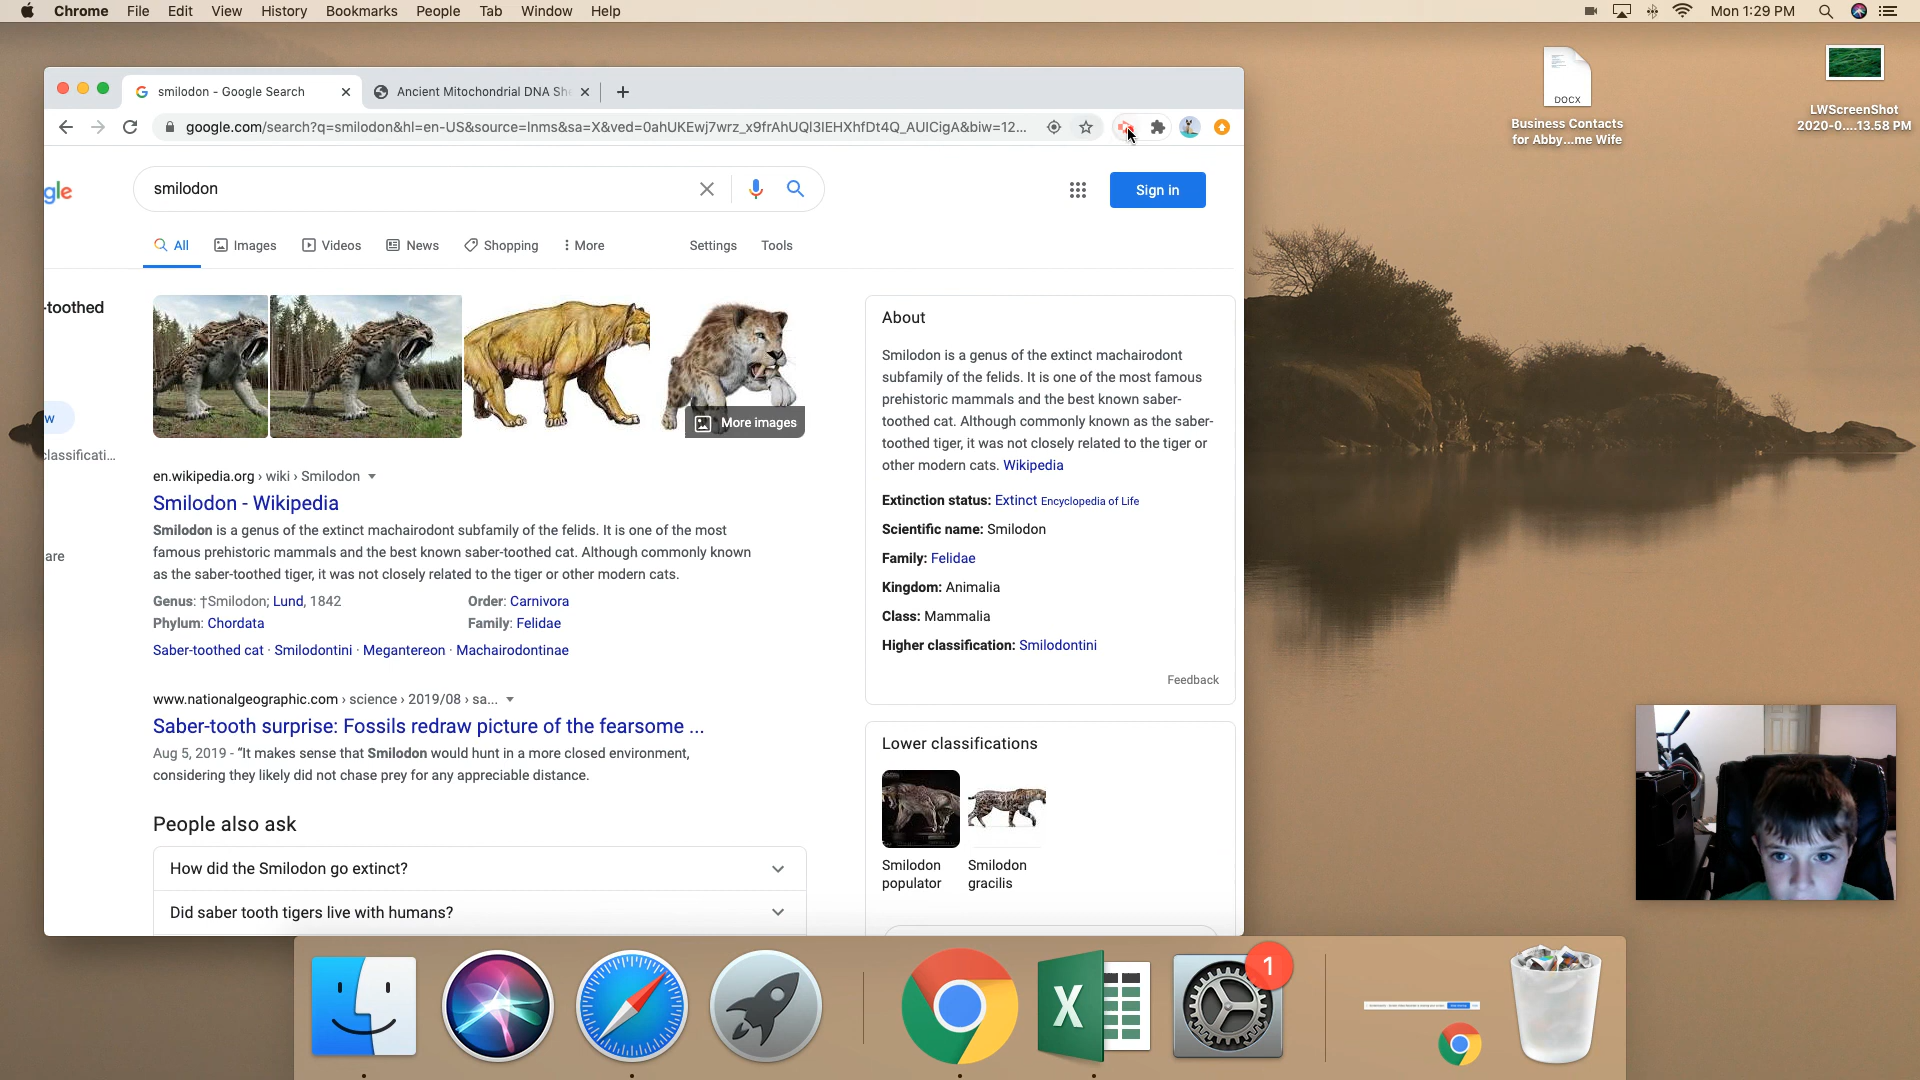 Chrome File Edit View History Bookmarks People Tab Window Help
Mon 1:29 PM
smilodon - Google Search
Ancient Mitochondrial DNA Sh
google.com/search?q=smilodon&hl=en-US&source=lnms&sa=X&ved=0ahUKEwj7wrz_x9frAhUQl3IEHXhfDt4Q_AUICigA&biw=12...
gle
smilodon
Sign in
All Images Videos News Shopping More Settings Tools
-toothed
w
classificati...
are
More images
en.wikipedia.org › wiki › Smilodon
Smilodon - Wikipedia
Smilodon is a genus of the extinct machairodont subfamily of the felids. It is one of the most
famous prehistoric mammals and the best known saber-toothed cat. Although commonly known
as the saber-toothed tiger, it was not closely related to the tiger or other modern cats.
Genus: †Smilodon; Lund, 1842
Order: Carnivora
Phylum: Chordata
Family: Felidae
Saber-toothed cat · Smilodontini · Megantereon · Machairodontinae
www.nationalgeographic.com › science › 2019/08 › sa...
Saber-tooth surprise: Fossils redraw picture of the fearsome ...
Aug 5, 2019 - “It makes sense that Smilodon would hunt in a more closed environment,
considering they likely did not chase prey for any appreciable distance.
People also ask
How did the Smilodon go extinct?
Did saber tooth tigers live with humans?
About
Smilodon is a genus of the extinct machairodont
subfamily of the felids. It is one of the most famous
prehistoric mammals and the best known saber-
toothed cat. Although commonly known as the saber-
toothed tiger, it was not closely related to the tiger or
other modern cats. Wikipedia
Extinction status: Extinct Encyclopedia of Life
Scientific name: Smilodon
Family: Felidae
Kingdom: Animalia
Class: Mammalia
Higher classification: Smilodontini
Feedback
Lower classifications
Smilodon
populator
Smilodon
gracilis
DOCX
Business Contacts
for Abby...me Wife
LWScreenShot
2020-0....13.58 PM
X
1